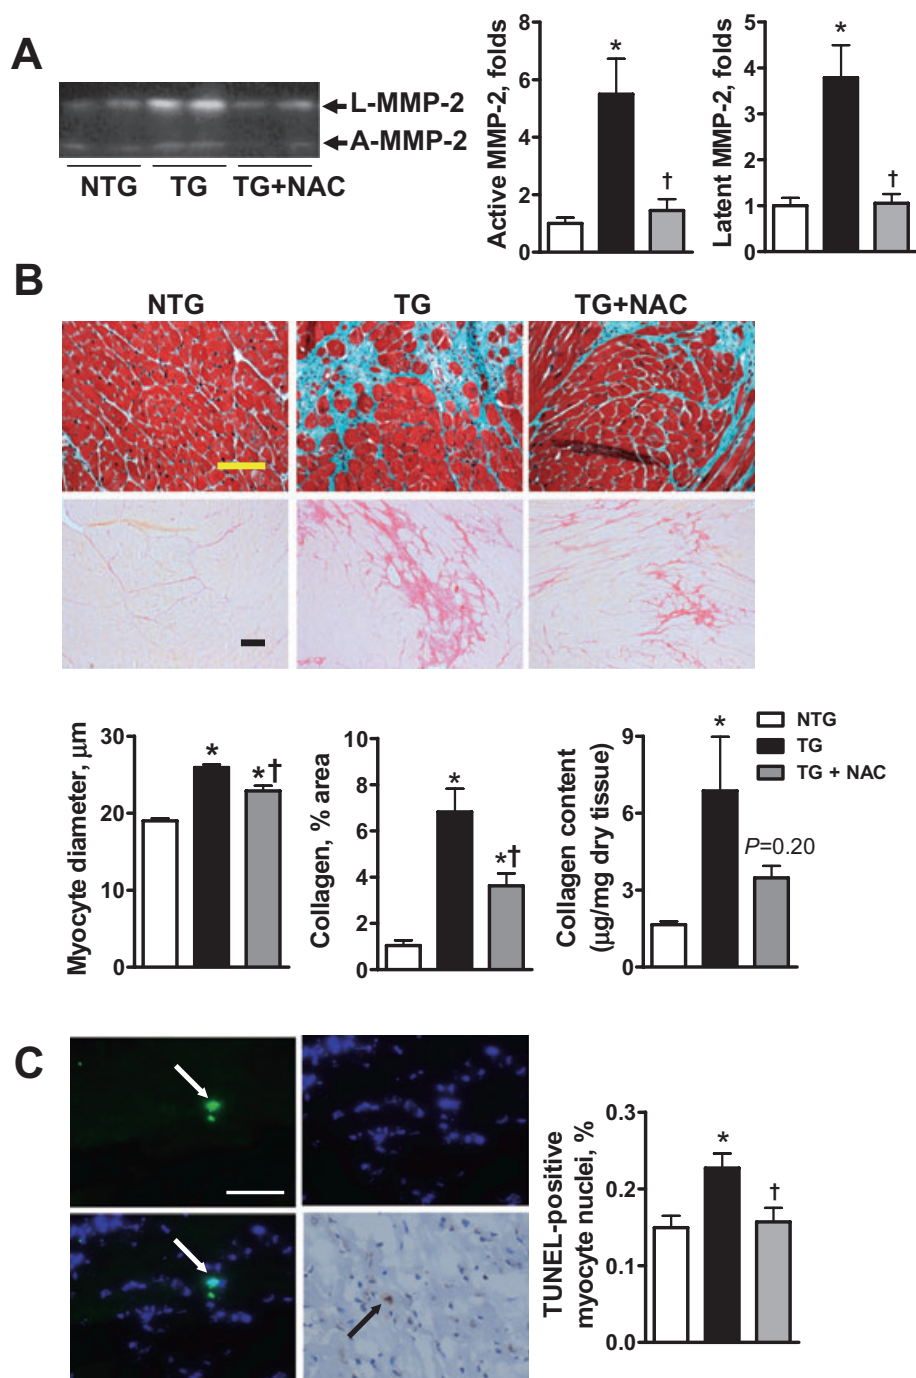 A
L-MMP-2
A-MMP-2
NTG TG TG+NAC
Active MMP-2, folds
8
6
4
2
0
*
†
Latent MMP-2, folds
5
4
3
2
1
0
*
†
B
NTG TG TG+NAC
Myocyte diameter, μm
30
20
10
0
*
*†
Collagen, % area
10
8
6
4
2
0
*
*†
Collagen content
(μg/mg dry tissue)
9
6
3
0
*
P=0.20
NTG
TG
TG + NAC
C
TUNEL-positive
myocyte nuclei, %
0.3
0.2
0.1
0.0
*
†